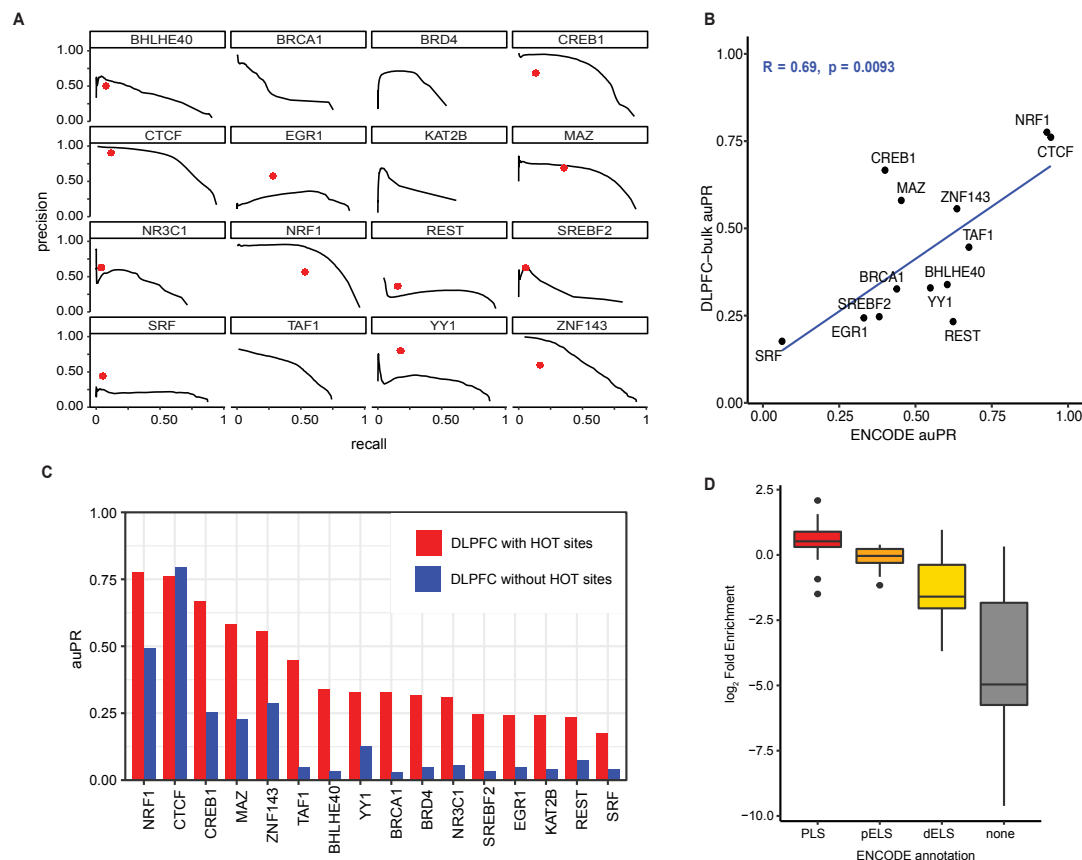 A
BHLHE40 BRCA1 BRD4 CREB1
1.00
0.50
0.00
CTCF EGR1 KAT2B MAZ
1.00
0.50
0.00
NR3C1 NRF1 REST SREBF2
1.00
0.50
0.00
SRF TAF1 YY1 ZNF143
1.00
0.50
0.00
0 0.50 1 0 0.50 1 0 0.50 1 0 0.50 1
precision
recall
B
R = 0.69, p = 0.0093
NRF1
CTCF
CREB1
MAZ
ZNF143
TAF1
BRCA1
BHLHE40
SREBF2
YY1
EGR1
REST
SRF
0.75
0.50
0.25
0.00
0.00 0.25 0.50 0.75 1.00
DLPFC–bulk auPR
ENCODE auPR
C
DLPFC with HOT sites
DLPFC without HOT sites
1.00
0.75
0.50
0.25
0.00
auPR
NRF1 CTCF CREB1 MAZ ZNF143 TAF1 BHLHE40 YY1 BRCA1 BRD4 NR3C1 SREBF2 EGR1 KAT2B REST SRF
D
2.5
0.0
−2.5
−5.0
−7.5
−10.0
log2 Fold Enrichment
PLS pELS dELS none
ENCODE annotation